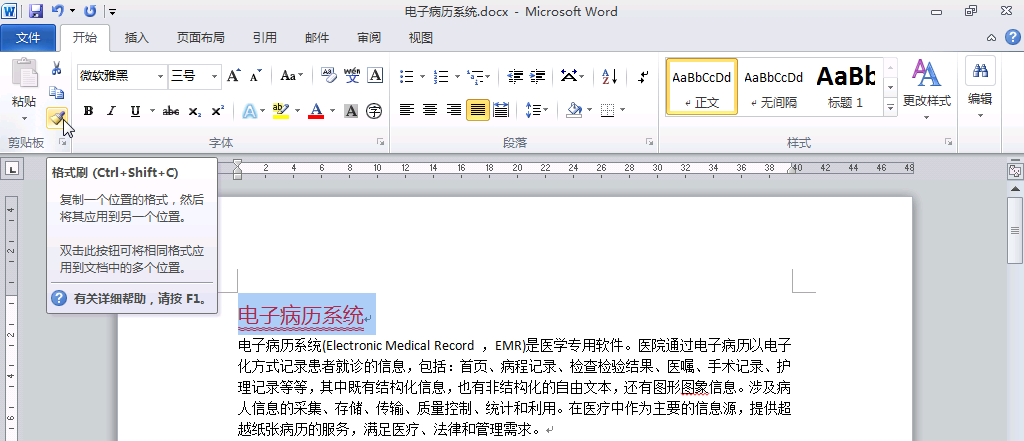 电子病历系统.docx - Microsoft Word
文件 开始 插入 页面布局 引用 邮件 审阅 视图
粘贴
微软雅黑 三号
剪贴板 字体 段落 样式
AaBbCcDd 正文
AaBbCcDd 无间隔
AaBb 标题 1
更改样式
编辑
格式刷 (Ctrl+Shift+C)
复制一个位置的格式，然后
将其应用到另一个位置。
双击此按钮可将相同格式应
用到文档中的多个位置。
有关详细帮助，请按 F1。
2 4 6 8 10 12 14 16 18 20 22 24 26 28 30 32 34 36 38 40 42 44 46 48
电子病历系统
电子病历系统(Electronic Medical Record ，EMR)是医学专用软件。医院通过电子病历以电子
化方式记录患者就诊的信息，包括：首页、病程记录、检查检验结果、医嘱、手术记录、护
理记录等等，其中既有结构化信息，也有非结构化的自由文本，还有图形图象信息。涉及病
人信息的采集、存储、传输、质量控制、统计和利用。在医疗中作为主要的信息源，提供超
越纸张病历的服务，满足医疗、法律和管理需求。